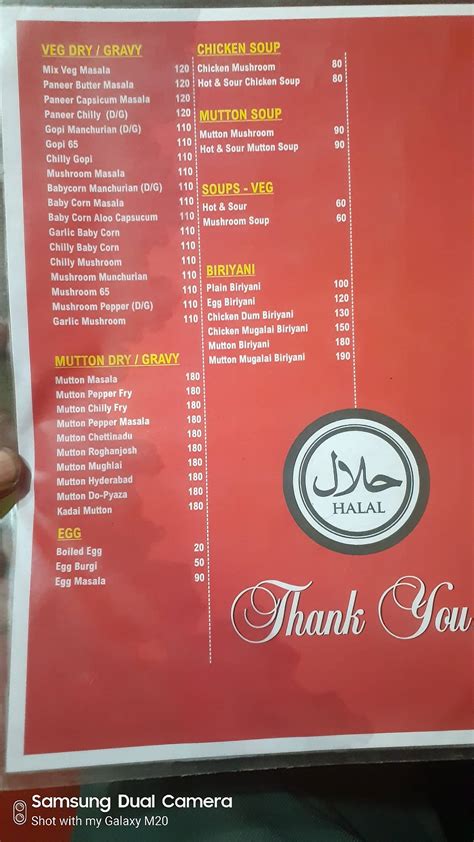 VEG DRY / GRAVY
Mix Veg Masala 120
Paneer Butter Masala 120
Paneer Capsicum Masala 120
Paneer Chilly (D/G) 120
Gopi Manchurian (D/G) 110
Gopi 65 110
Chilly Gopi 110
Mushroom Masala 110
Babycorn Manchurian (D/G) 110
Baby Corn Masala 110
Baby Corn Aloo Capsucum 110
Garlic Baby Corn 110
Chilly Baby Corn 110
Chilly Mushroom 110
Mushroom Munchurian 110
Mushroom 65 110
Mushroom Pepper (D/G) 110
Garlic Mushroom 110
MUTTON DRY / GRAVY
Mutton Masala 180
Mutton Pepper Fry 180
Mutton Chilly Fry 180
Mutton Pepper Masala 180
Mutton Chettinadu 180
Mutton Roghanjosh 180
Mutton Mughlai 180
Mutton Hyderabad 180
Mutton Do-Pyaza 180
Kadai Mutton 180
EGG
Boiled Egg 20
Egg Burgi 50
Egg Masala 90
CHICKEN SOUP
Chicken Mushroom 80
Hot & Sour Chicken Soup 80
MUTTON SOUP
Mutton Mushroom 90
Hot & Sour Mutton Soup 90
SOUPS - VEG
Hot & Sour 60
Mushroom Soup 60
BIRIYANI
Plain Biriyani 100
Egg Biriyani 120
Chicken Dum Biriyani 130
Chicken Mugalai Biriyani 150
Mutton Biriyani 180
Mutton Mugalai Biriyani 190
حلال
HALAL
Thank You
Samsung Dual Camera
Shot with my Galaxy M20